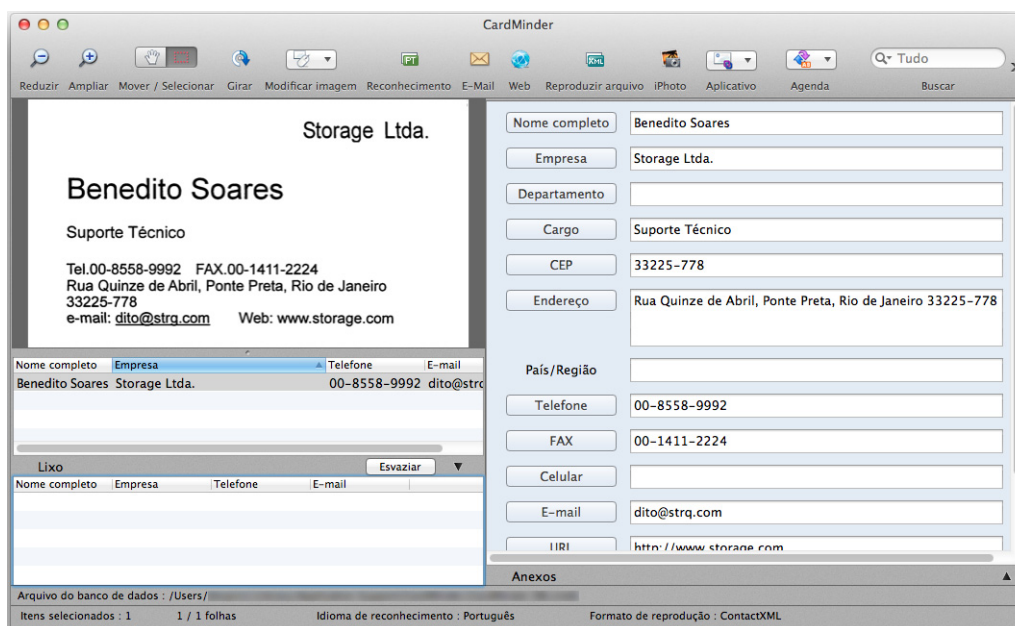 CardMinder
Tudo
Reduzir Ampliar Mover / Selecionar Girar Modificar imagem Reconhecimento E-Mail Web Reproduzir arquivo iPhoto Aplicativo Agenda Buscar
PT
KML
Storage Ltda.
Benedito Soares
Suporte Técnico
Tel.00-8558-9992 FAX.00-1411-2224
Rua Quinze de Abril, Ponte Preta, Rio de Janeiro
33225-778
e-mail: dito@strq.com Web: www.storage.com
Nome completo Empresa Telefone E-mail
Benedito Soares Storage Ltda. 00-8558-9992 dito@strq
Lixo Esvaziar
Nome completo Empresa Telefone E-mail
Nome completo Benedito Soares
Empresa Storage Ltda.
Departamento
Cargo Suporte Técnico
CEP 33225-778
Endereço Rua Quinze de Abril, Ponte Preta, Rio de Janeiro 33225-778
País/Região
Telefone 00-8558-9992
FAX 00-1411-2224
Celular
E-mail dito@strq.com
URL http://www.storage.com
Anexos
Arquivo do banco de dados : /Users/
Itens selecionados : 1 1 / 1 folhas Idioma de reconhecimento : Português Formato de reprodução : ContactXML